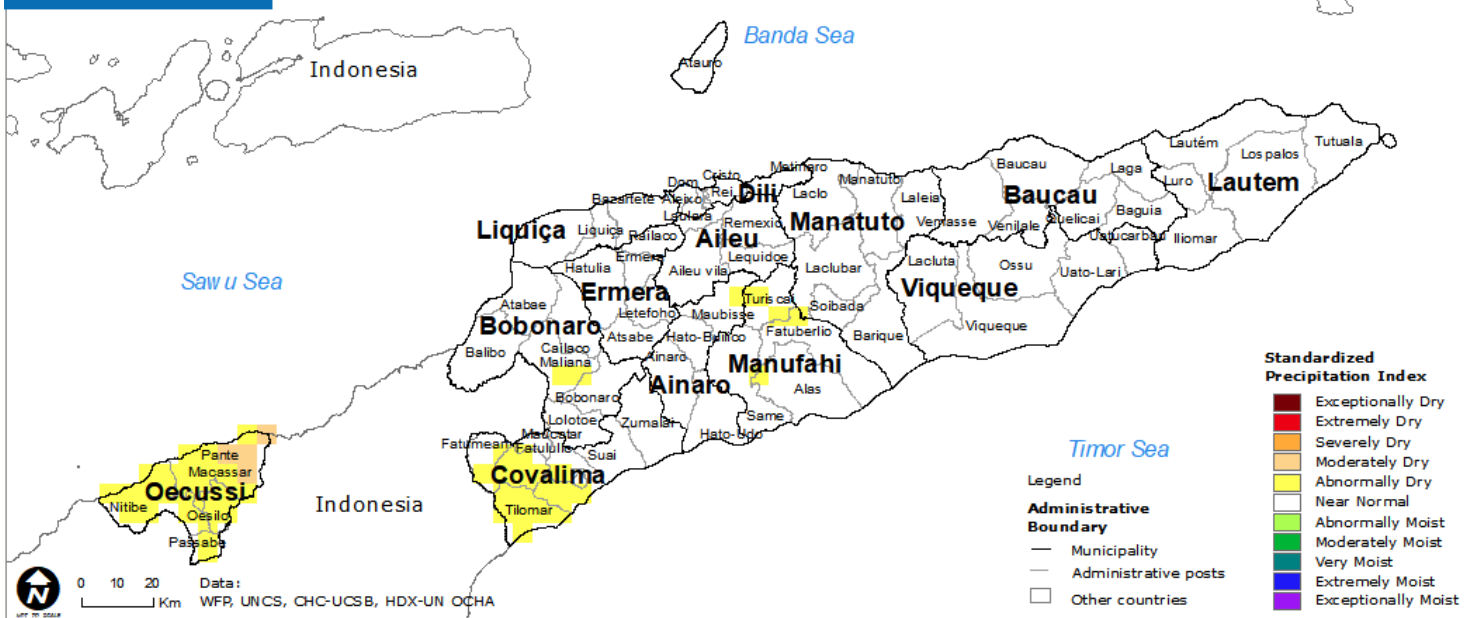 Banda Sea
Indonesia
Atauro
Lautém
Tutuala
Lospalos
Baucau
Laga
Metinaro
Cristo
Rei
Dom
Aleixo
Dili
Manatuto
Laclo
Luro
Lautem
Baucau
Laleia
Bazartete
Laulara
Remexio
Manatuto
Vemasse
Venilale
Quelicai
Baguia
Liquiça
Liquiça
Railaco
Aileu
Uatucarbau
Iliomar
Ermera
Lequidoe
Lacluta
Ossu
Hatulia
Aileu vila
Laclubar
Uato-Lari
Sawu Sea
Ermera
Viqueque
Turiscai
Atabae
Letefoho
Maubisse
Soibada
Bobonaro
Viqueque
Atsabe
Hato-Builico
Fatuberlio
Barique
Balibo
Cailaco
Maliana
Ainaro
Manufahi
Ainaro
Alas
Bobonaro
Lolotoe
Zumalai
Same
Hato-Udo
Maucatar
Fatumean
Fatululic
Suai
Covalima
Tilomar
Timor Sea
Pante
Macassar
Oecussi
Nitibe
Oesilo
Passabe
Indonesia
N
0 10 20
Km
Data:
WFP, UNCS, CHC-UCSB, HDX-UN OCHA
Legend
Administrative
Boundary
Municipality
Administrative posts
Other countries
Standardized
Precipitation Index
Exceptionally Dry
Extremely Dry
Severely Dry
Moderately Dry
Abnormally Dry
Near Normal
Abnormally Moist
Moderately Moist
Very Moist
Extremely Moist
Exceptionally Moist